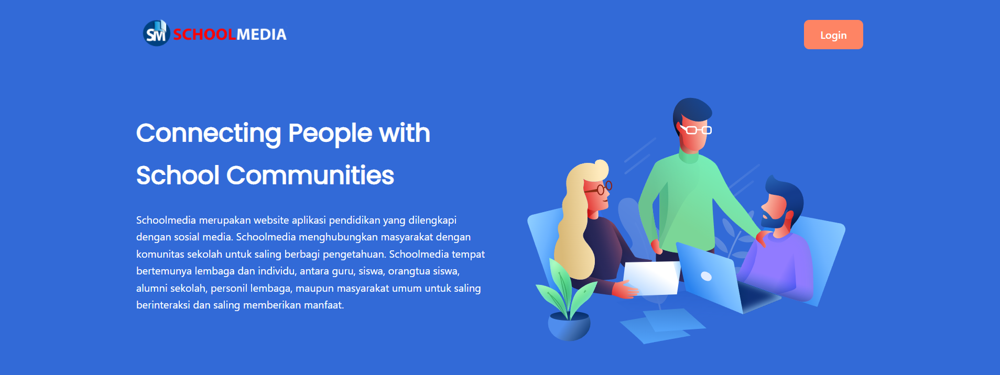 SM SCHOOLMEDIA
Login
Connecting People with
School Communities
Schoolmedia merupakan website aplikasi pendidikan yang dilengkapi
dengan sosial media. Schoolmedia menghubungkan masyarakat dengan
komunitas sekolah untuk saling berbagi pengetahuan. Schoolmedia tempat
bertemunya lembaga dan individu, antara guru, siswa, orangtua siswa,
alumni sekolah, personil lembaga, maupun masyarakat umum untuk saling
berinteraksi dan saling memberikan manfaat.